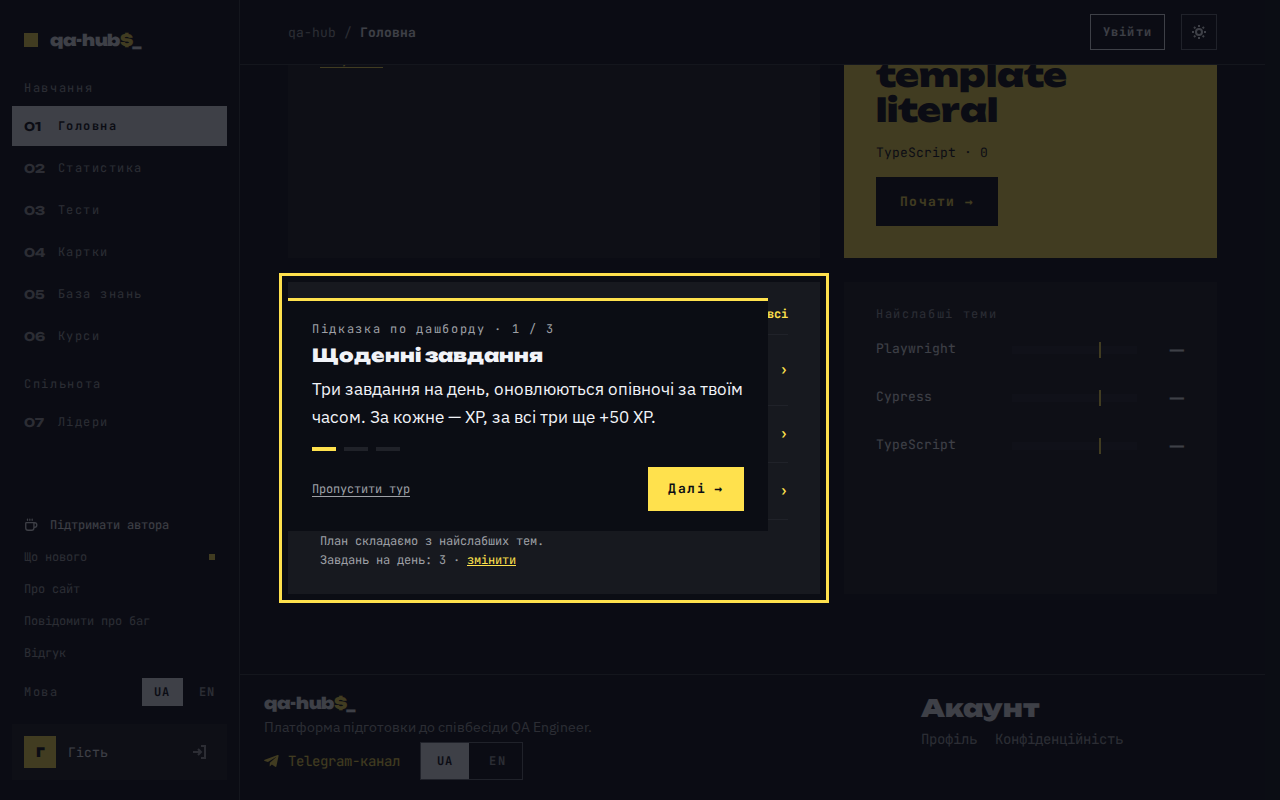 qa·hub$_
Навчання
01 Головна
02 Статистика
03 Тести
04 Картки
05 База знань
06 Курси
Спільнота
07 Лідери
Підтримати автора
Що нового
Про сайт
Повідомити про баг
Відгук
Мова
UA EN
Г Гість
qa-hub / Головна
Увійти
template
literal
TypeScript · 0
Почати →
всі
Підказка по дашборду · 1 / 3
Щоденні завдання
Три завдання на день, оновлюються опівночі за твоїм
часом. За кожне — XP, за всі три ще +50 XP.
Пропустити тур
Далі →
План складаємо з найслабших тем.
Завдань на день: 3 · змінити
Найслабші теми
Playwright —
Cypress —
TypeScript —
qa·hub$_
Платформа підготовки до співбесіди QA Engineer.
Telegram-канал
UA EN
Акаунт
Профіль Конфіденційність